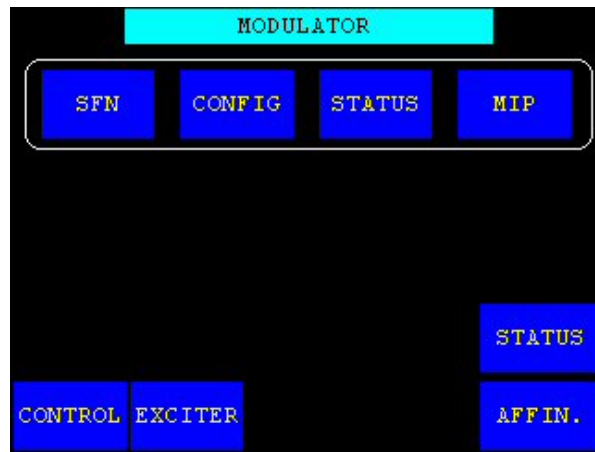 MODULATOR
SFN CONFIG STATUS MIP
STATUS
CONTROL EXCITER AFFIN.